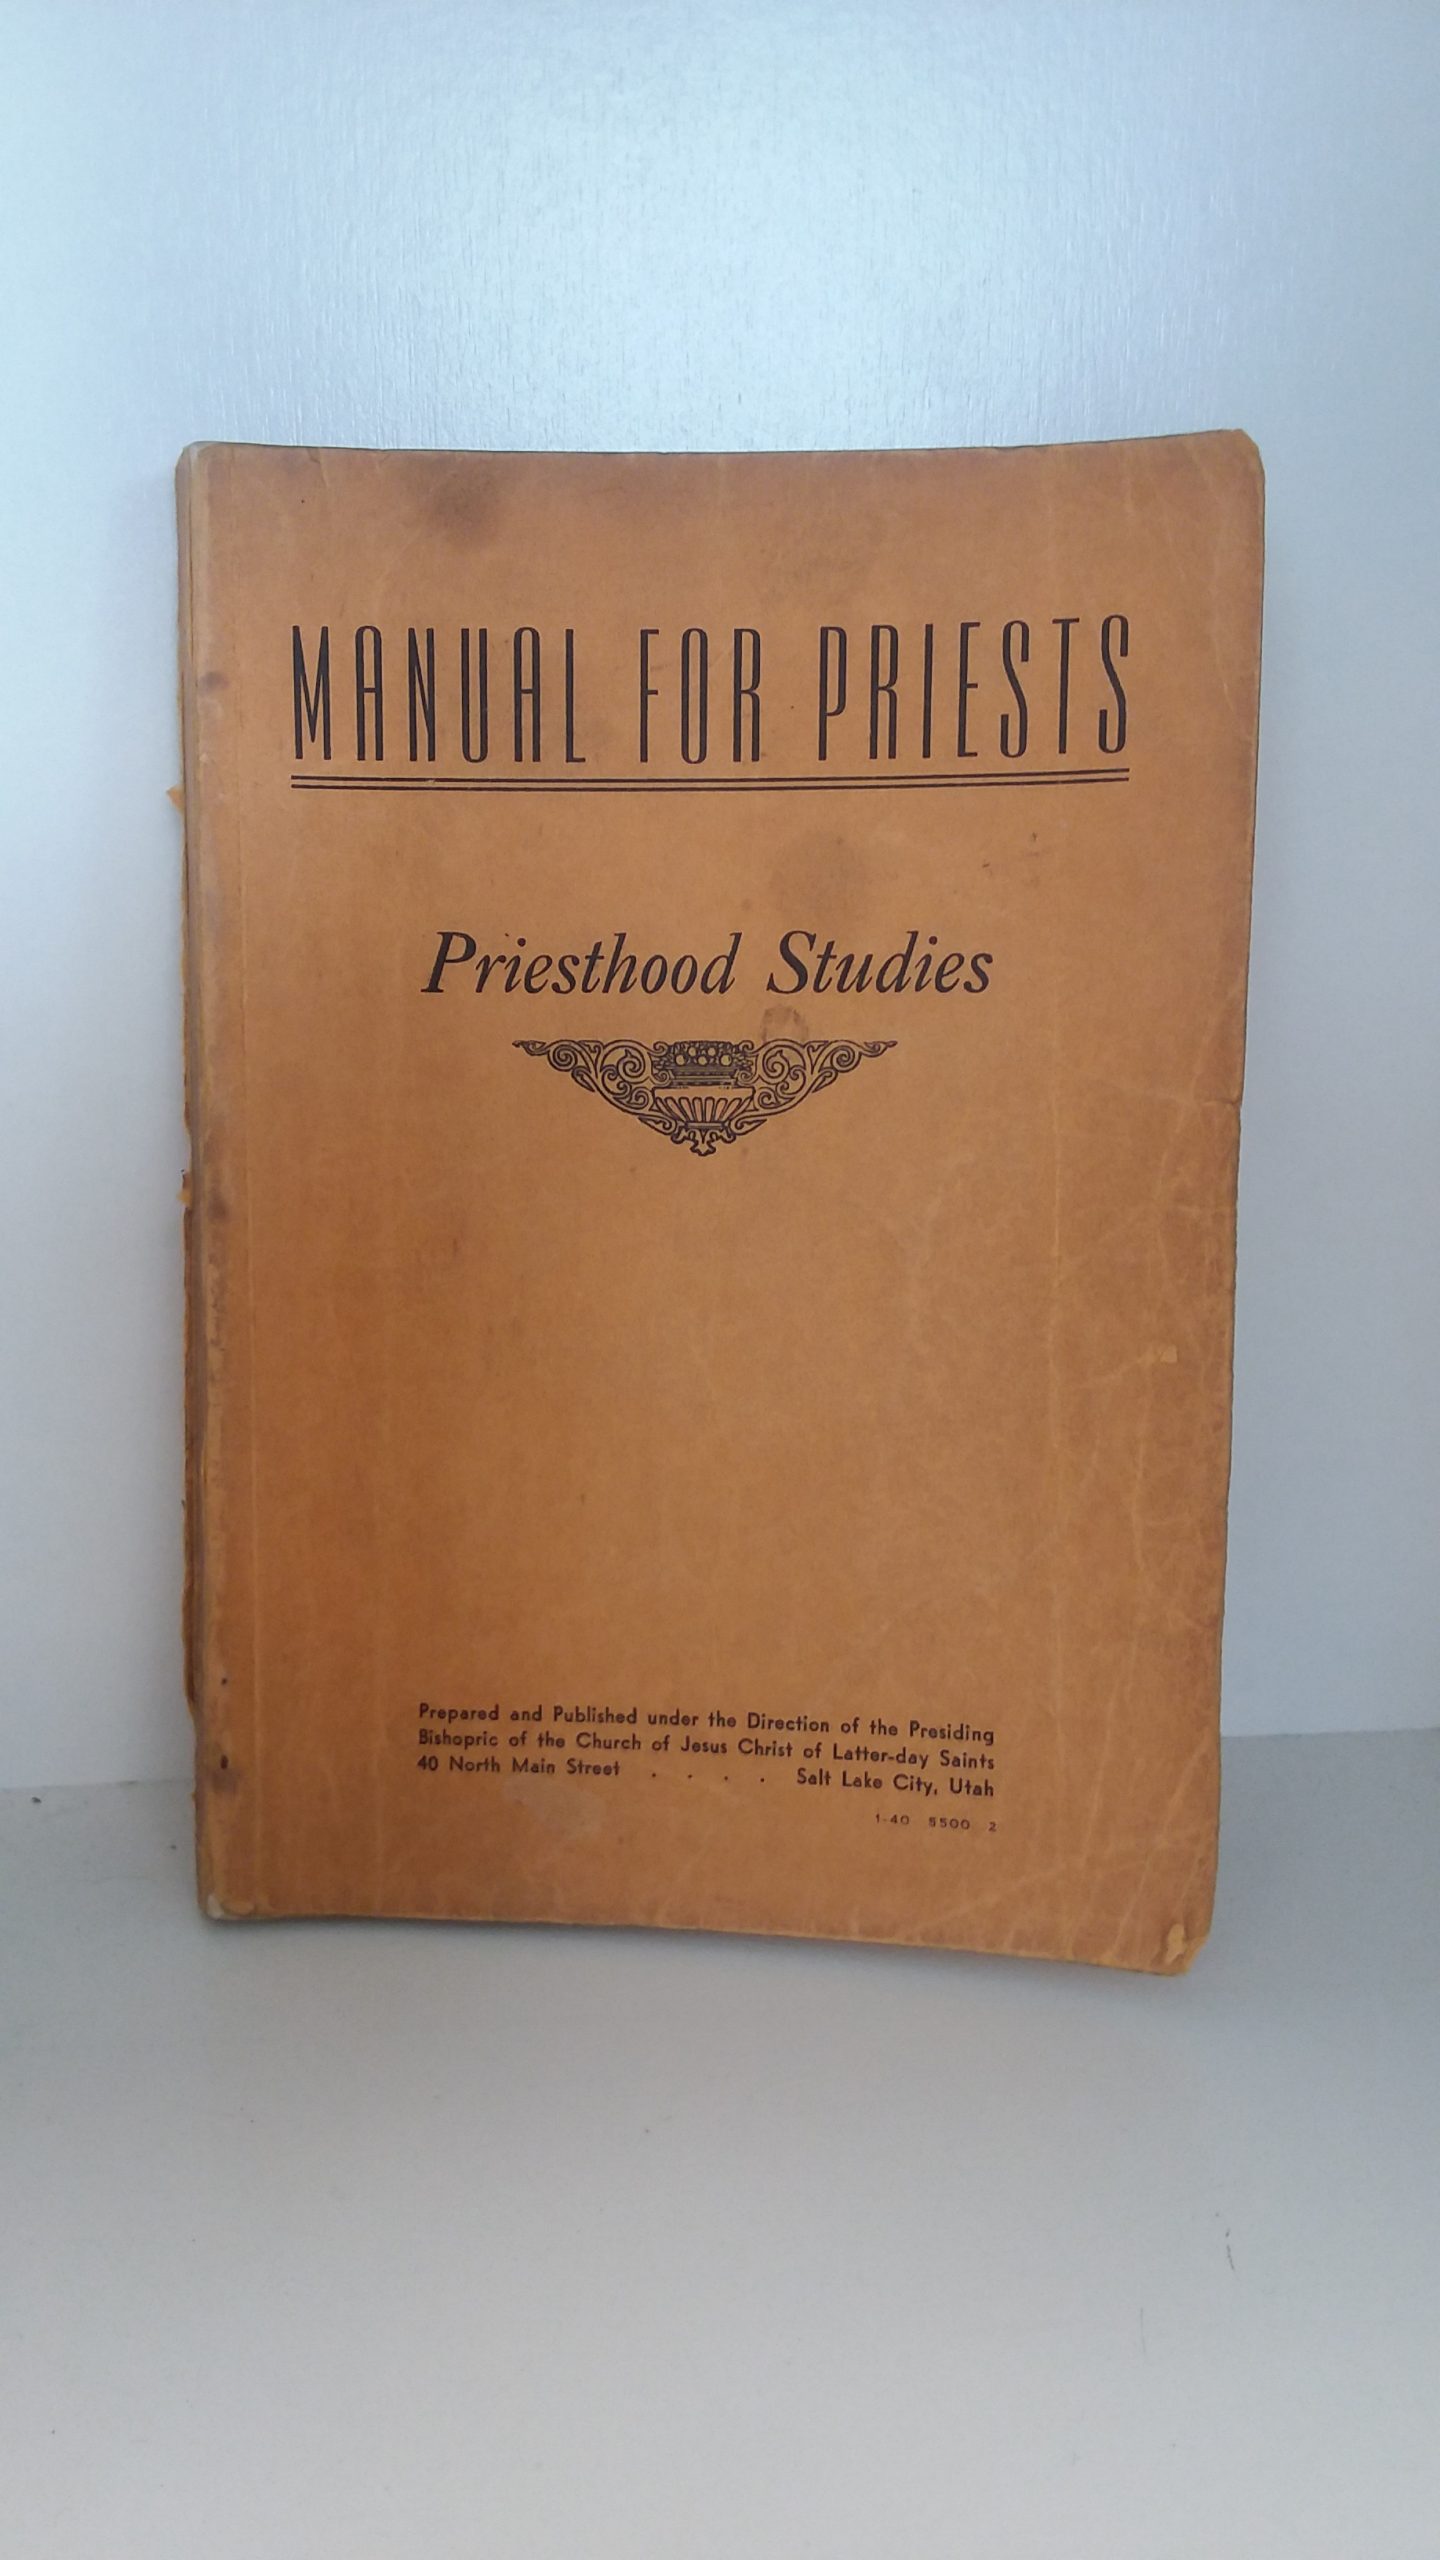 MANUAL FOR PRIESTS
Priesthood Studies
Prepared and Published under the Direction of the Presiding
Bishopric of the Church of Jesus Christ of Latter-day Saints
40 North Main Street . . . . Salt Lake City, Utah
1-40 5500 2